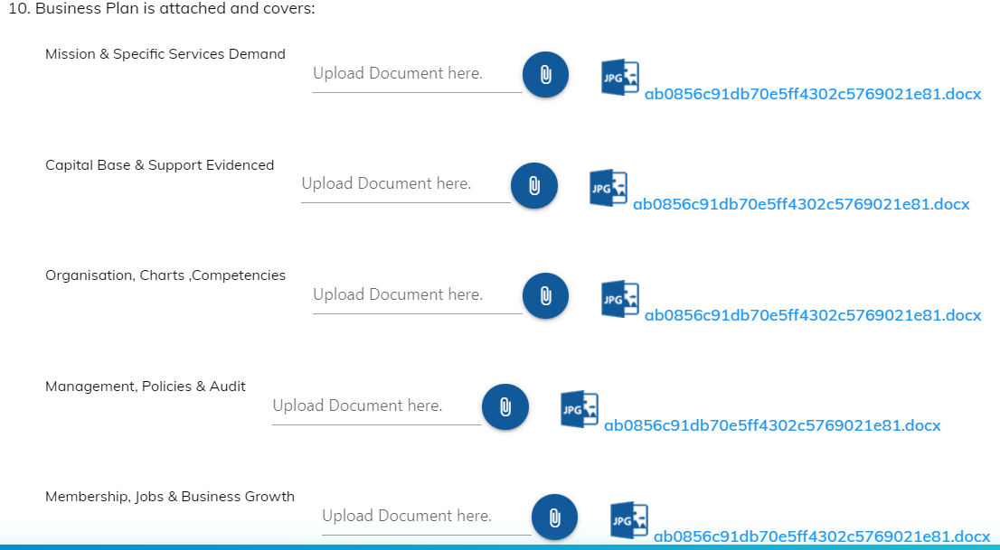 10. Business Plan is attached and covers:
Mission & Specific Services Demand
Upload Document here.
JPG
ab0856c91db70e5ff4302c5769021e81.docx
Capital Base & Support Evidenced
Upload Document here.
JPG
ab0856c91db70e5ff4302c5769021e81.docx
Organisation, Charts ,Competencies
Upload Document here.
JPG
ab0856c91db70e5ff4302c5769021e81.docx
Management, Policies & Audit
Upload Document here.
JPG
ab0856c91db70e5ff4302c5769021e81.docx
Membership, Jobs & Business Growth
Upload Document here.
JPG
ab0856c91db70e5ff4302c5769021e81.docx